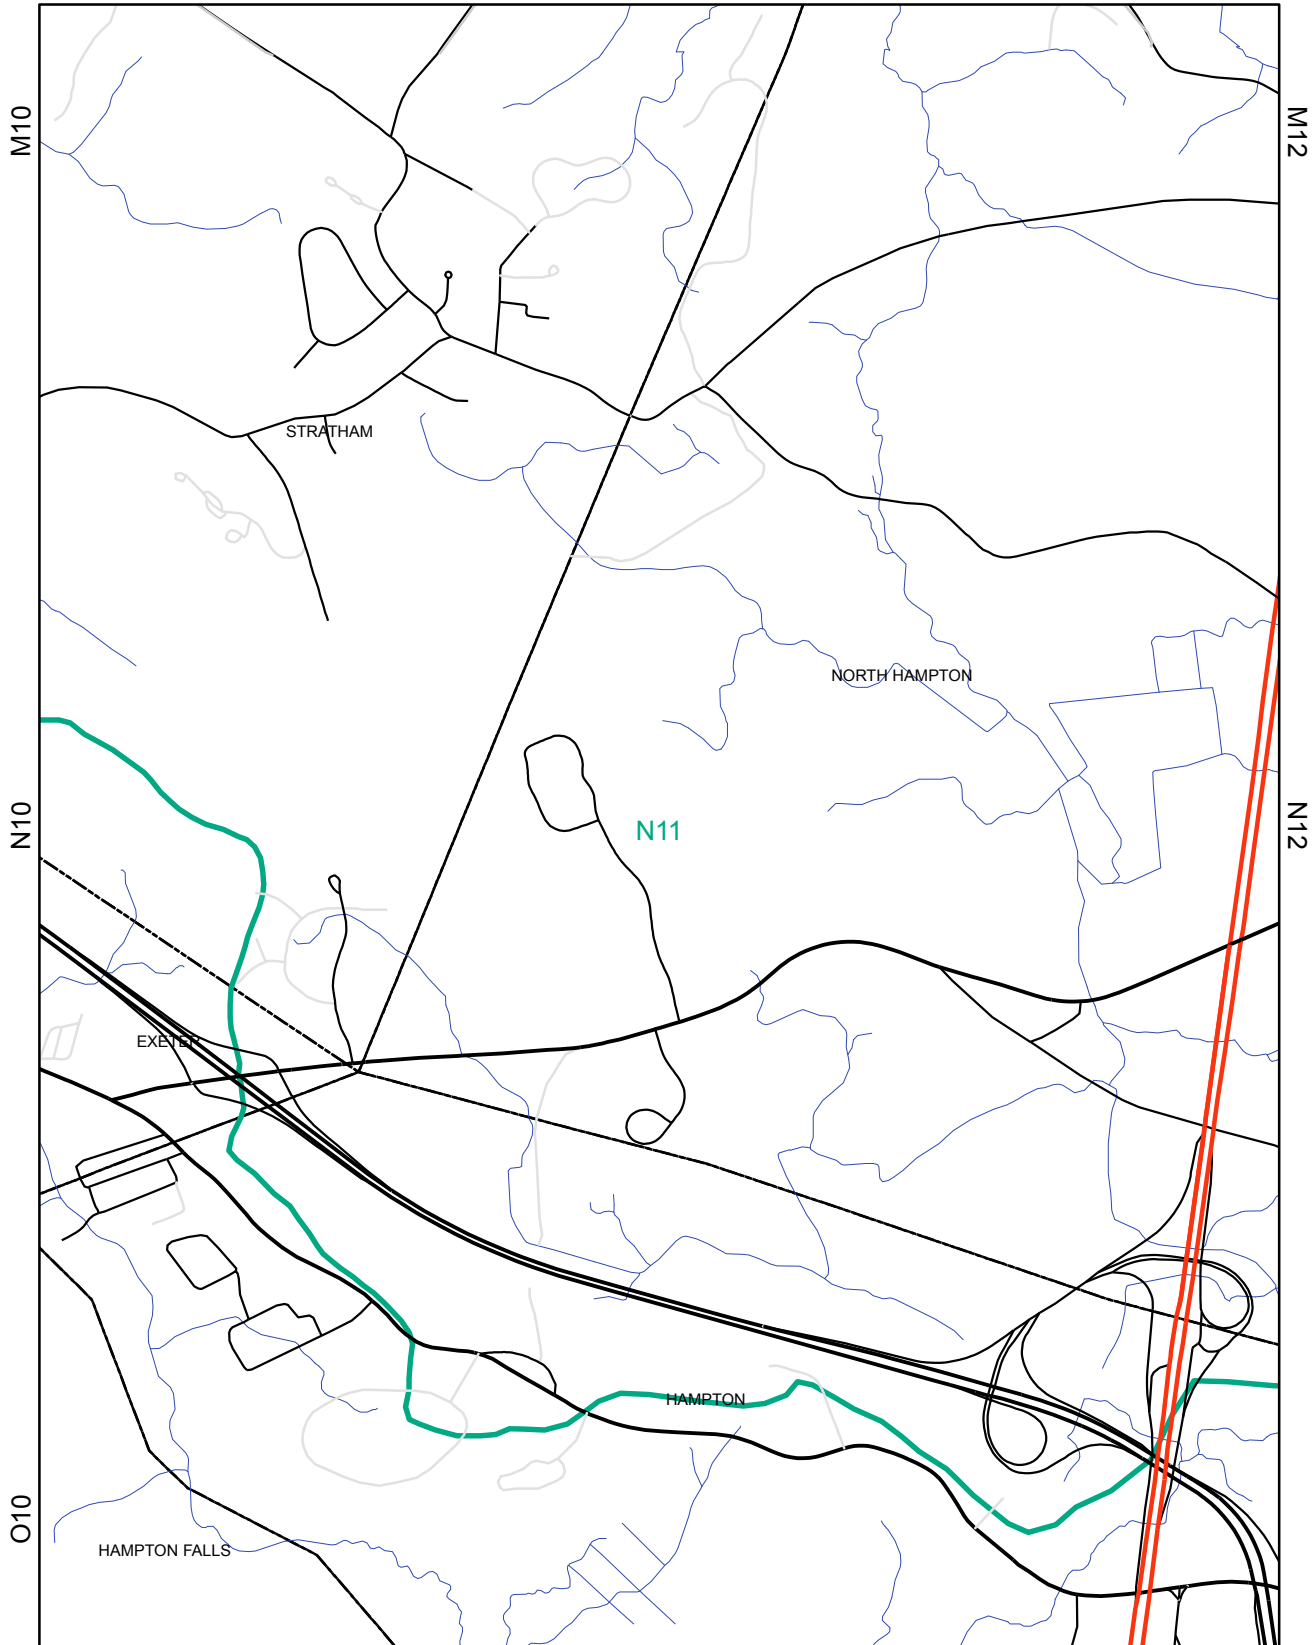 M10
M12
STRATHAM
NORTH HAMPTON
N10
N11
N12
EXETER
HAMPTON
O10
HAMPTON FALLS